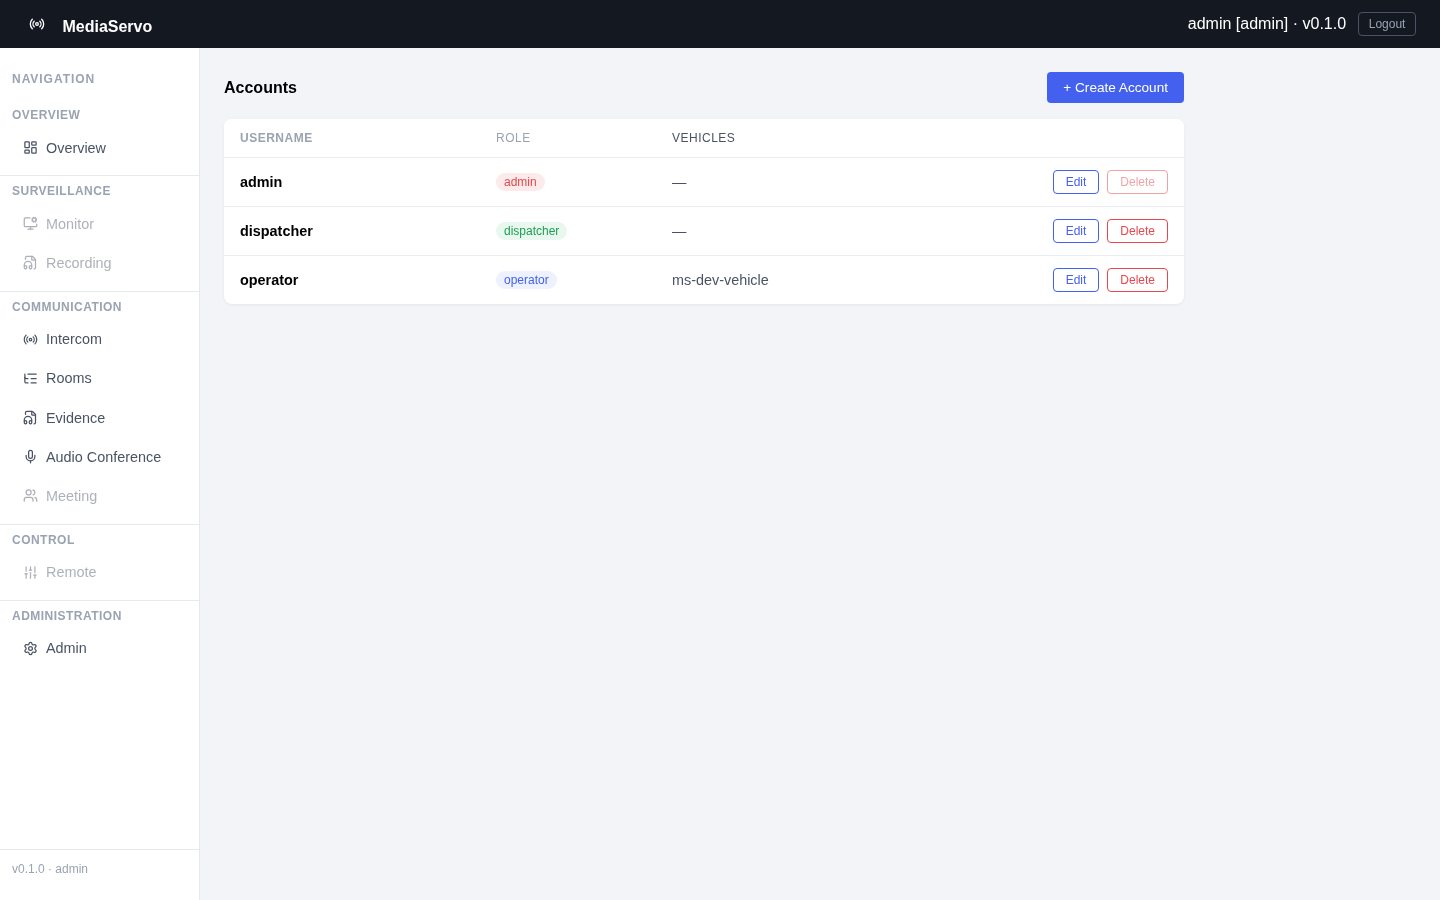 MediaServo
admin [admin] · v0.1.0
Logout
NAVIGATION
OVERVIEW
Overview
SURVEILLANCE
Monitor
Recording
COMMUNICATION
Intercom
Rooms
Evidence
Audio Conference
Meeting
CONTROL
Remote
ADMINISTRATION
Admin
v0.1.0 · admin
Accounts
+ Create Account
USERNAME ROLE VEHICLES
admin admin — Edit Delete
dispatcher dispatcher — Edit Delete
operator operator ms-dev-vehicle Edit Delete